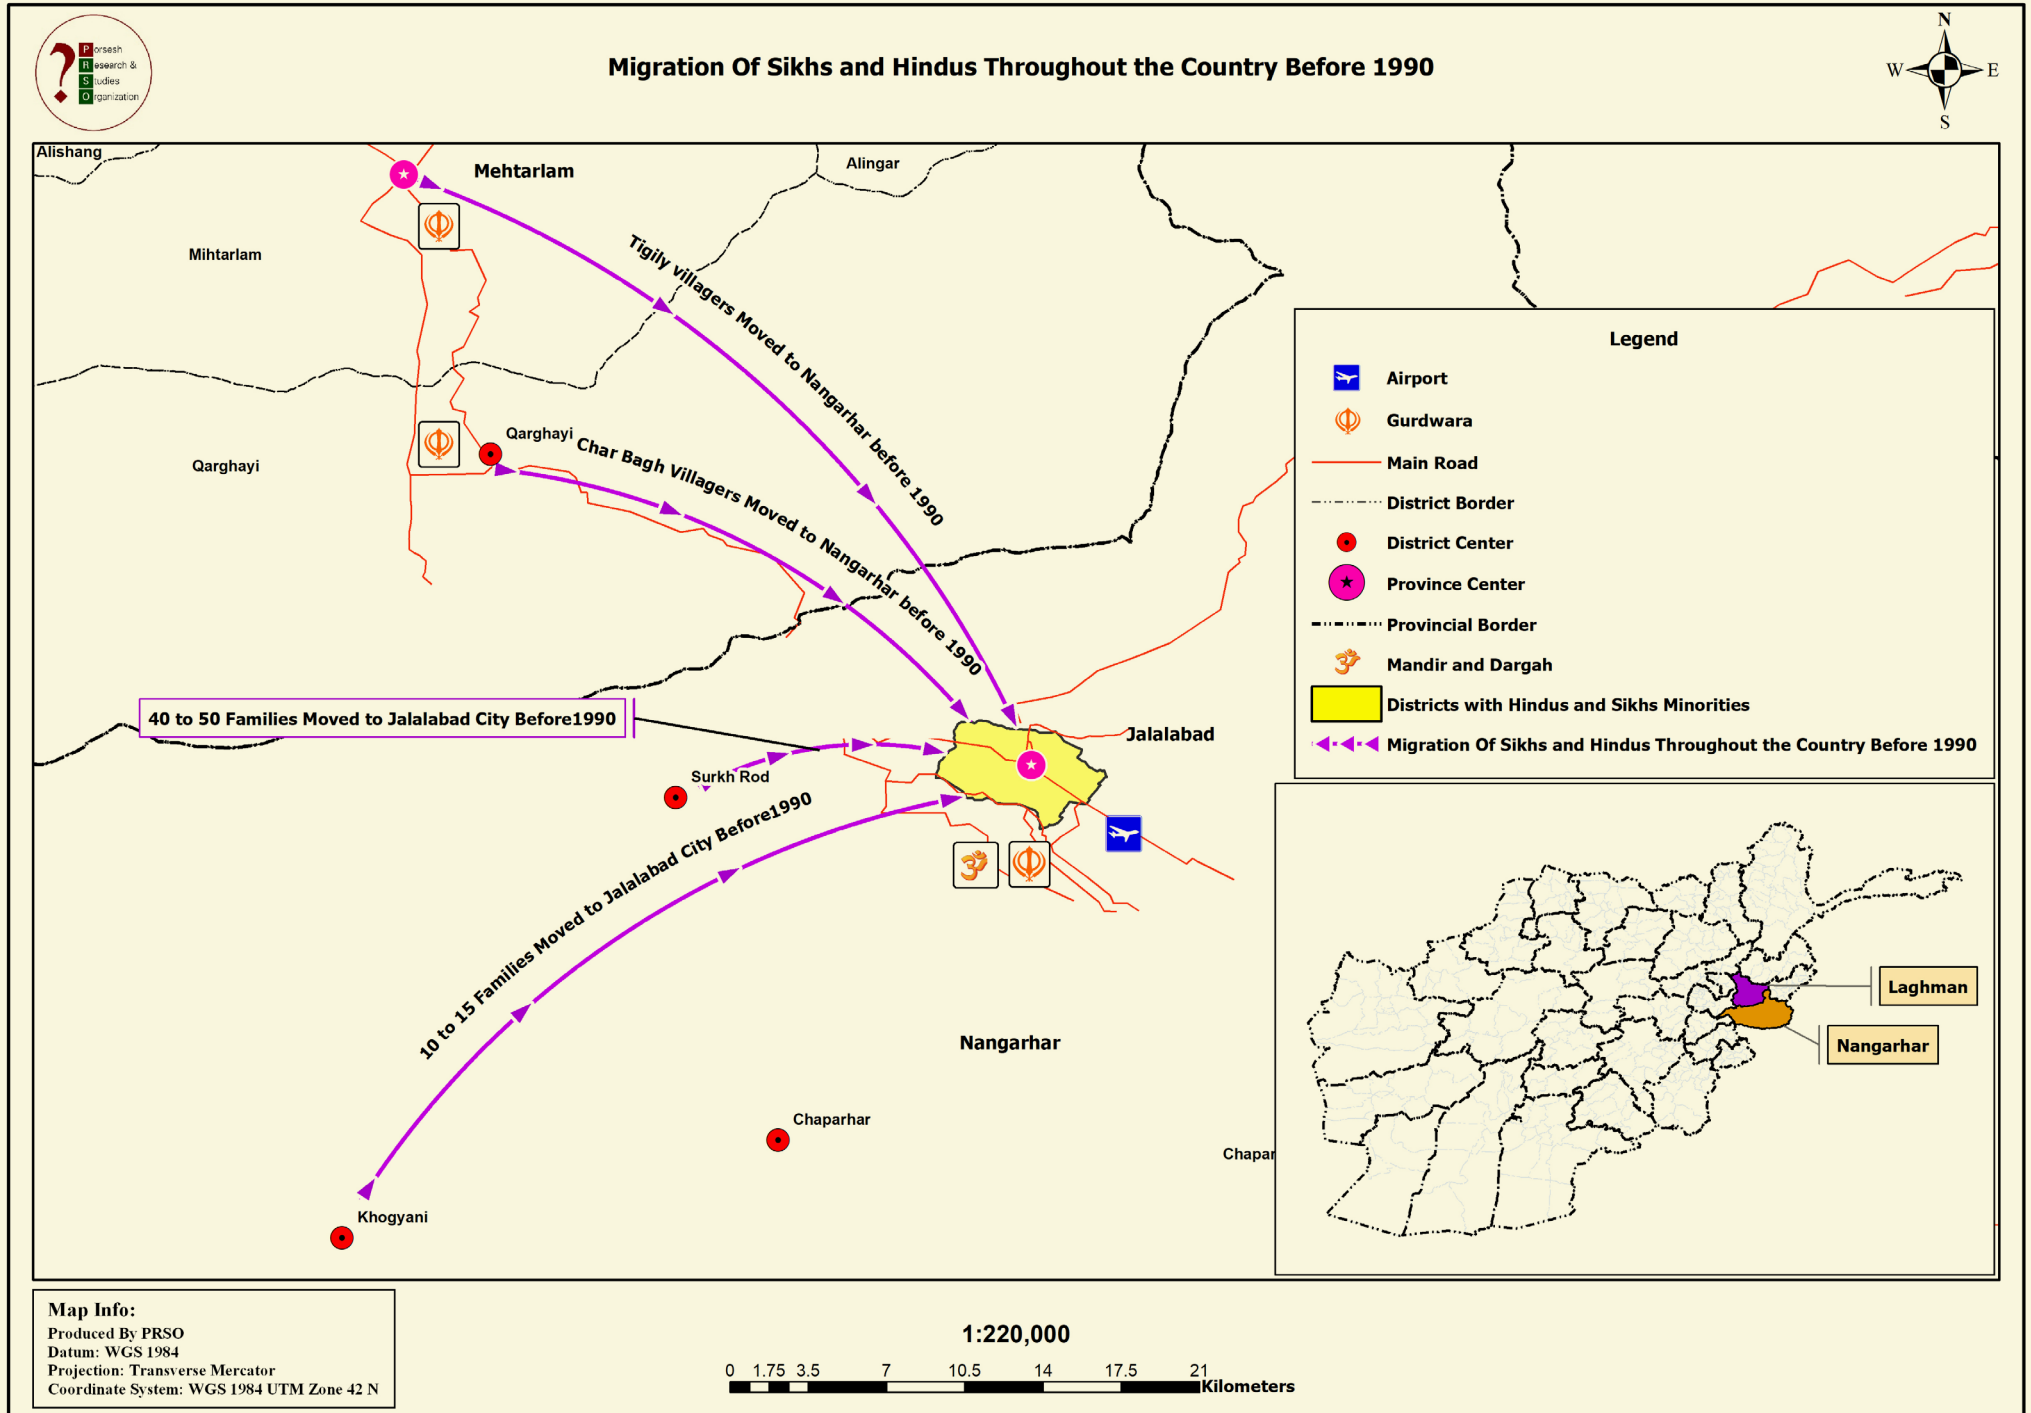 Porsesh
Research &
Studies
Organization
Migration Of Sikhs and Hindus Throughout the Country Before 1990
N
W E
S
Alishang
Mehtarlam
Alingar
Mihtarlam
Tigily villagers Moved to Nangarhar before 1990
Qarghayi
Char Bagh Villagers Moved to Nangarhar before 1990
Qarghayi
40 to 50 Families Moved to Jalalabad City Before1990
Jalalabad
Surkh Rod
10 to 15 Families Moved to Jalalabad City Before1990
Nangarhar
Chaparhar
Chapar
Khogyani
Legend
Airport
Gurdwara
Main Road
District Border
District Center
Province Center
Provincial Border
Mandir and Dargah
Districts with Hindus and Sikhs Minorities
Migration Of Sikhs and Hindus Throughout the Country Before 1990
Laghman
Nangarhar
Map Info:
Produced By PRSO
Datum: WGS 1984
Projection: Transverse Mercator
Coordinate System: WGS 1984 UTM Zone 42 N
1:220,000
0 1.75 3.5 7 10.5 14 17.5 21
Kilometers